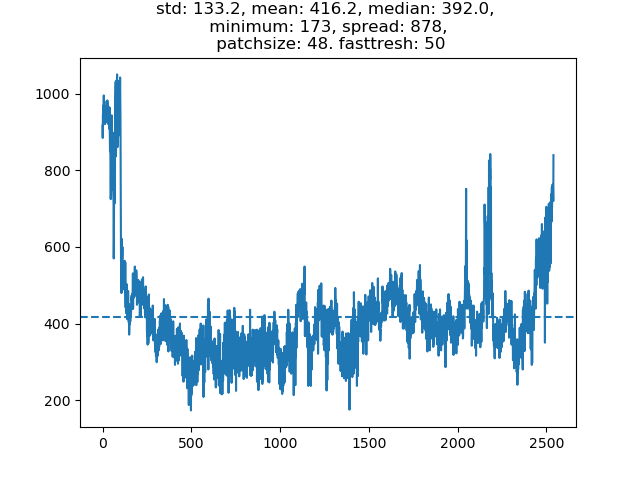 std: 133.2, mean: 416.2, median: 392.0,
minimum: 173, spread: 878,
patchsize: 48. fasttresh: 50
1000
800
600
400
200
0 500 1000 1500 2000 2500